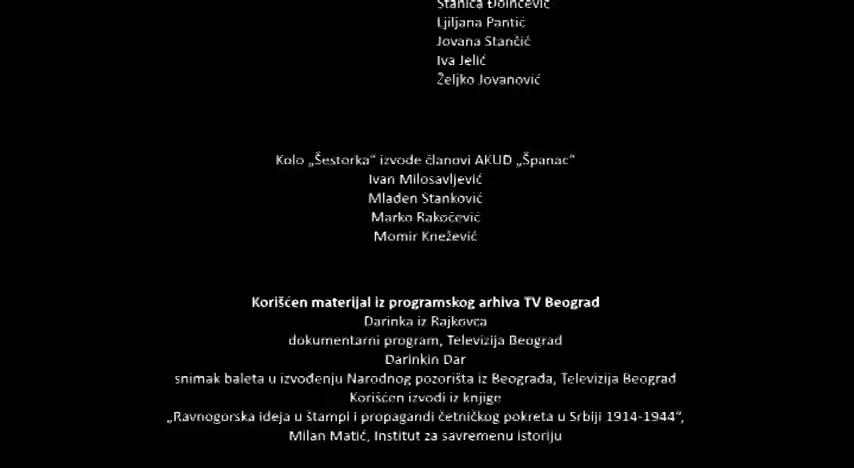 Stanica Đoinčević
Ljiljana Pantić
Jovana Stančić
Iva Jelić
Željko Jovanović
Kolo „Šestorka“ izvode članovi AKUD „Španac“
Ivan Milosavljević
Mlađen Stanković
Marko Rakočević
Momir Knežević
Korišćen materijal iz programskog arhiva TV Beograd
Darinka iz Rajkovca
dokumentarni program, Televizija Beograd
Darinkin Dar
snimak baleta u izvođenju Narodnog pozorišta iz Beograda, Televizija Beograd
Korišćeni izvodi iz knjige
„Ravnogorska ideja u štampi i propagandi četničkog pokreta u Srbiji 1914-1944“,
Milan Matić, Institut za savremenu istoriju